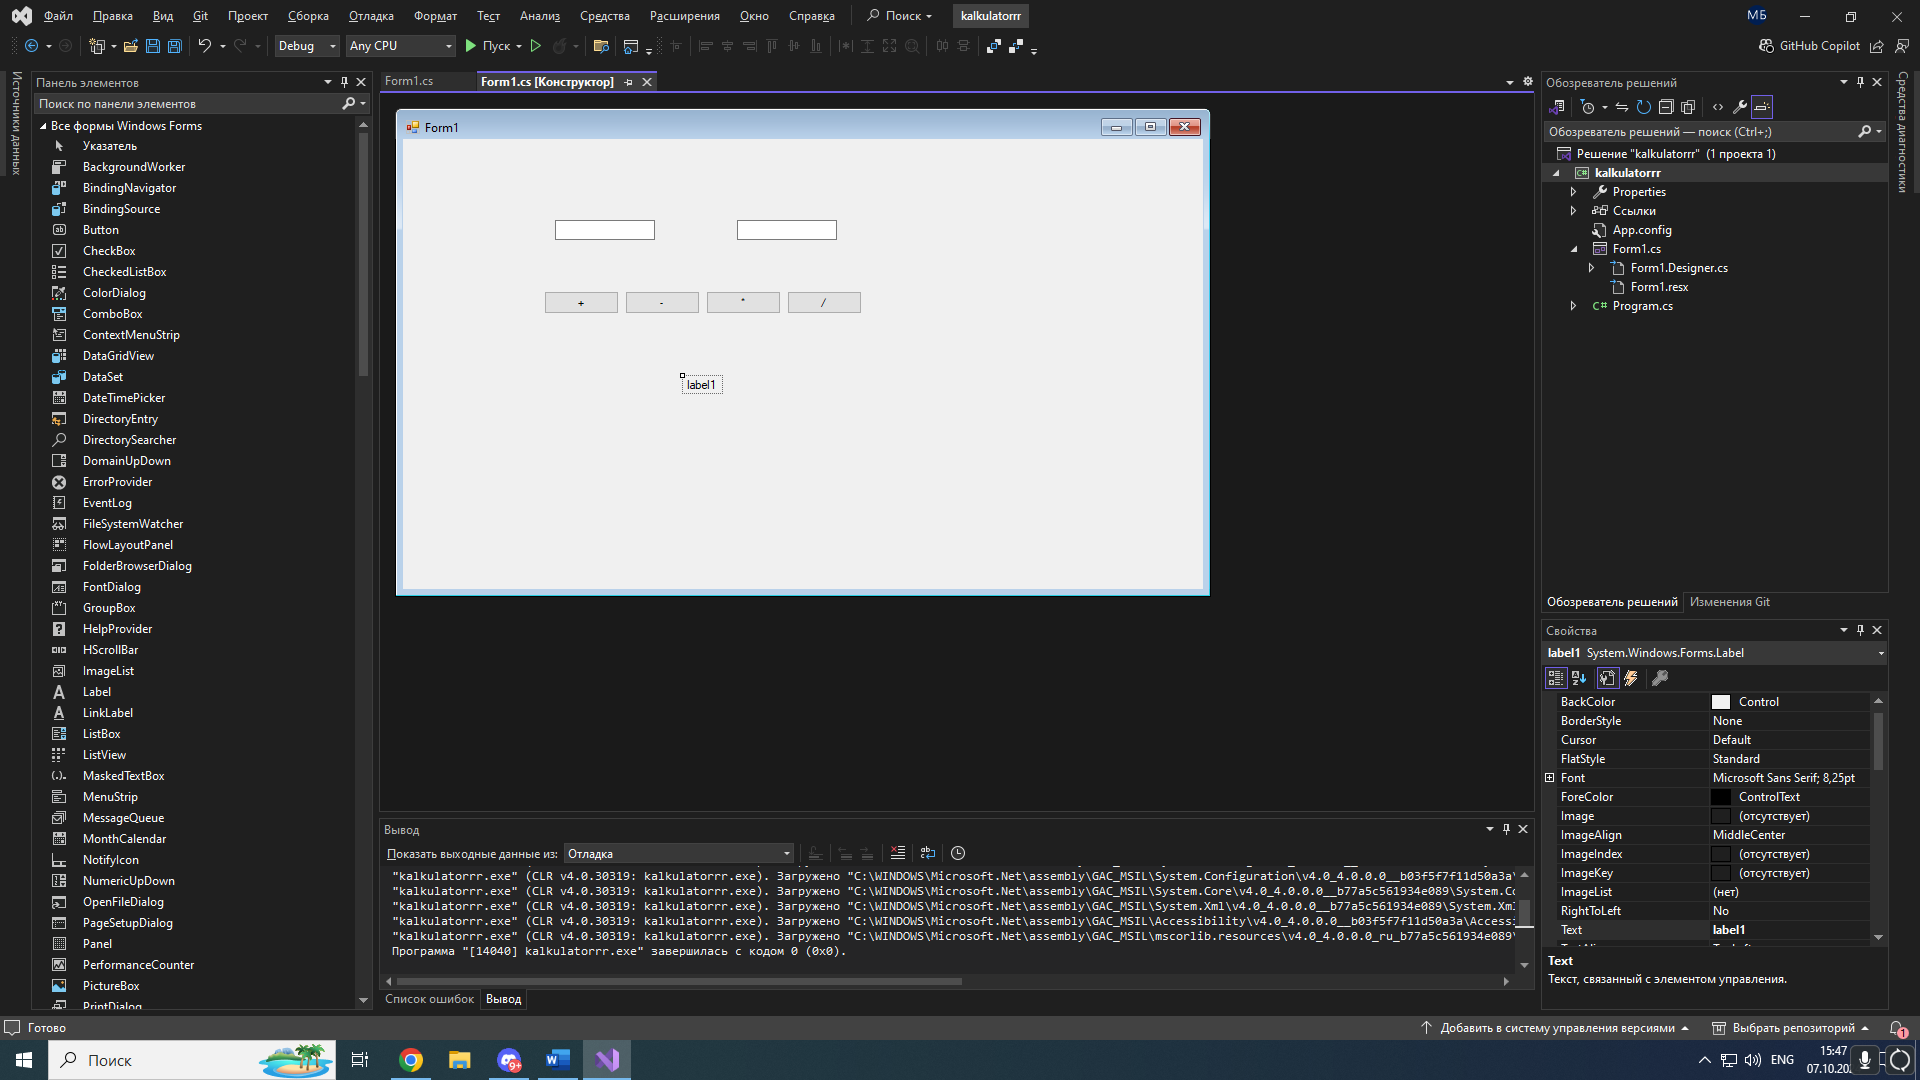 Файл Правка Вид Git Проект Сборка Отладка Формат Тест Анализ Средства Расширения Окно Справка Поиск kalkulatorrr МБ
Debug Any CPU Пуск GitHub Copilot
Источники данных
Панель элементов
Поиск по панели элементов
Все формы Windows Forms
Указатель
BackgroundWorker
BindingNavigator
BindingSource
Button
CheckBox
CheckedListBox
ColorDialog
ComboBox
ContextMenuStrip
DataGridView
DataSet
DateTimePicker
DirectoryEntry
DirectorySearcher
DomainUpDown
ErrorProvider
EventLog
FileSystemWatcher
FlowLayoutPanel
FolderBrowserDialog
FontDialog
GroupBox
HelpProvider
HScrollBar
ImageList
Label
LinkLabel
ListBox
ListView
MaskedTextBox
MenuStrip
MessageQueue
MonthCalendar
NotifyIcon
NumericUpDown
OpenFileDialog
PageSetupDialog
Panel
PerformanceCounter
PictureBox
PrintDialog
Form1.cs Form1.cs [Конструктор]
Form1
+ - * /
label1
Вывод
Показать выходные данные из: Отладка
"kalkulatorrr.exe" (CLR v4.0.30319: kalkulatorrr.exe). Загружено "C:\WINDOWS\Microsoft.Net\assembly\GAC_MSIL\System.Configuration\v4.0_4.0.0.0__b03f5f7f11d50a3a\
"kalkulatorrr.exe" (CLR v4.0.30319: kalkulatorrr.exe). Загружено "C:\WINDOWS\Microsoft.Net\assembly\GAC_MSIL\System.Core\v4.0_4.0.0.0__b77a5c561934e089\System.Co
"kalkulatorrr.exe" (CLR v4.0.30319: kalkulatorrr.exe). Загружено "C:\WINDOWS\Microsoft.Net\assembly\GAC_MSIL\System.Xml\v4.0_4.0.0.0__b77a5c561934e089\System.Xml
"kalkulatorrr.exe" (CLR v4.0.30319: kalkulatorrr.exe). Загружено "C:\WINDOWS\Microsoft.Net\assembly\GAC_MSIL\Accessibility\v4.0_4.0.0.0__b03f5f7f11d50a3a\Accessi
"kalkulatorrr.exe" (CLR v4.0.30319: kalkulatorrr.exe). Загружено "C:\WINDOWS\Microsoft.Net\assembly\GAC_MSIL\mscorlib.resources\v4.0_4.0.0.0_ru_b77a5c561934e089\
Программа "[14040] kalkulatorrr.exe" завершилась с кодом 0 (0x0).
Список ошибок Вывод
Обозреватель решений
Обозреватель решений — поиск (Ctrl+;)
Решение "kalkulatorrr" (1 проекта 1)
kalkulatorrr
Properties
Ссылки
App.config
Form1.cs
Form1.Designer.cs
Form1.resx
C# Program.cs
Обозреватель решений Изменения Git
Средства диагностики
Свойства
label1 System.Windows.Forms.Label
BackColor Control
BorderStyle None
Cursor Default
FlatStyle Standard
Font Microsoft Sans Serif; 8,25pt
ForeColor ControlText
Image (отсутствует)
ImageAlign MiddleCenter
ImageIndex (отсутствует)
ImageKey (отсутствует)
ImageList (нет)
RightToLeft No
Text label1
Text
Текст, связанный с элементом управления.
Готово Добавить в систему управления версиями Выбрать репозиторий 1
Поиск 9+ ENG 15:47
07.10.20